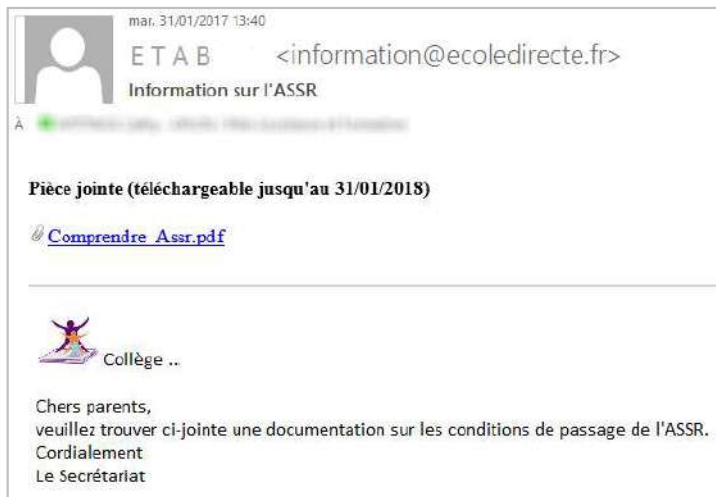 mar. 31/01/2017 13:40
ETAB <information@ecoledirecte.fr>
Information sur l'ASSR
À
Pièce jointe (téléchargeable jusqu'au 31/01/2018)
Comprendre_Assr.pdf
Collège ..
Chers parents,
veuillez trouver ci-jointe une documentation sur les conditions de passage de l'ASSR.
Cordialement
Le Secrétariat